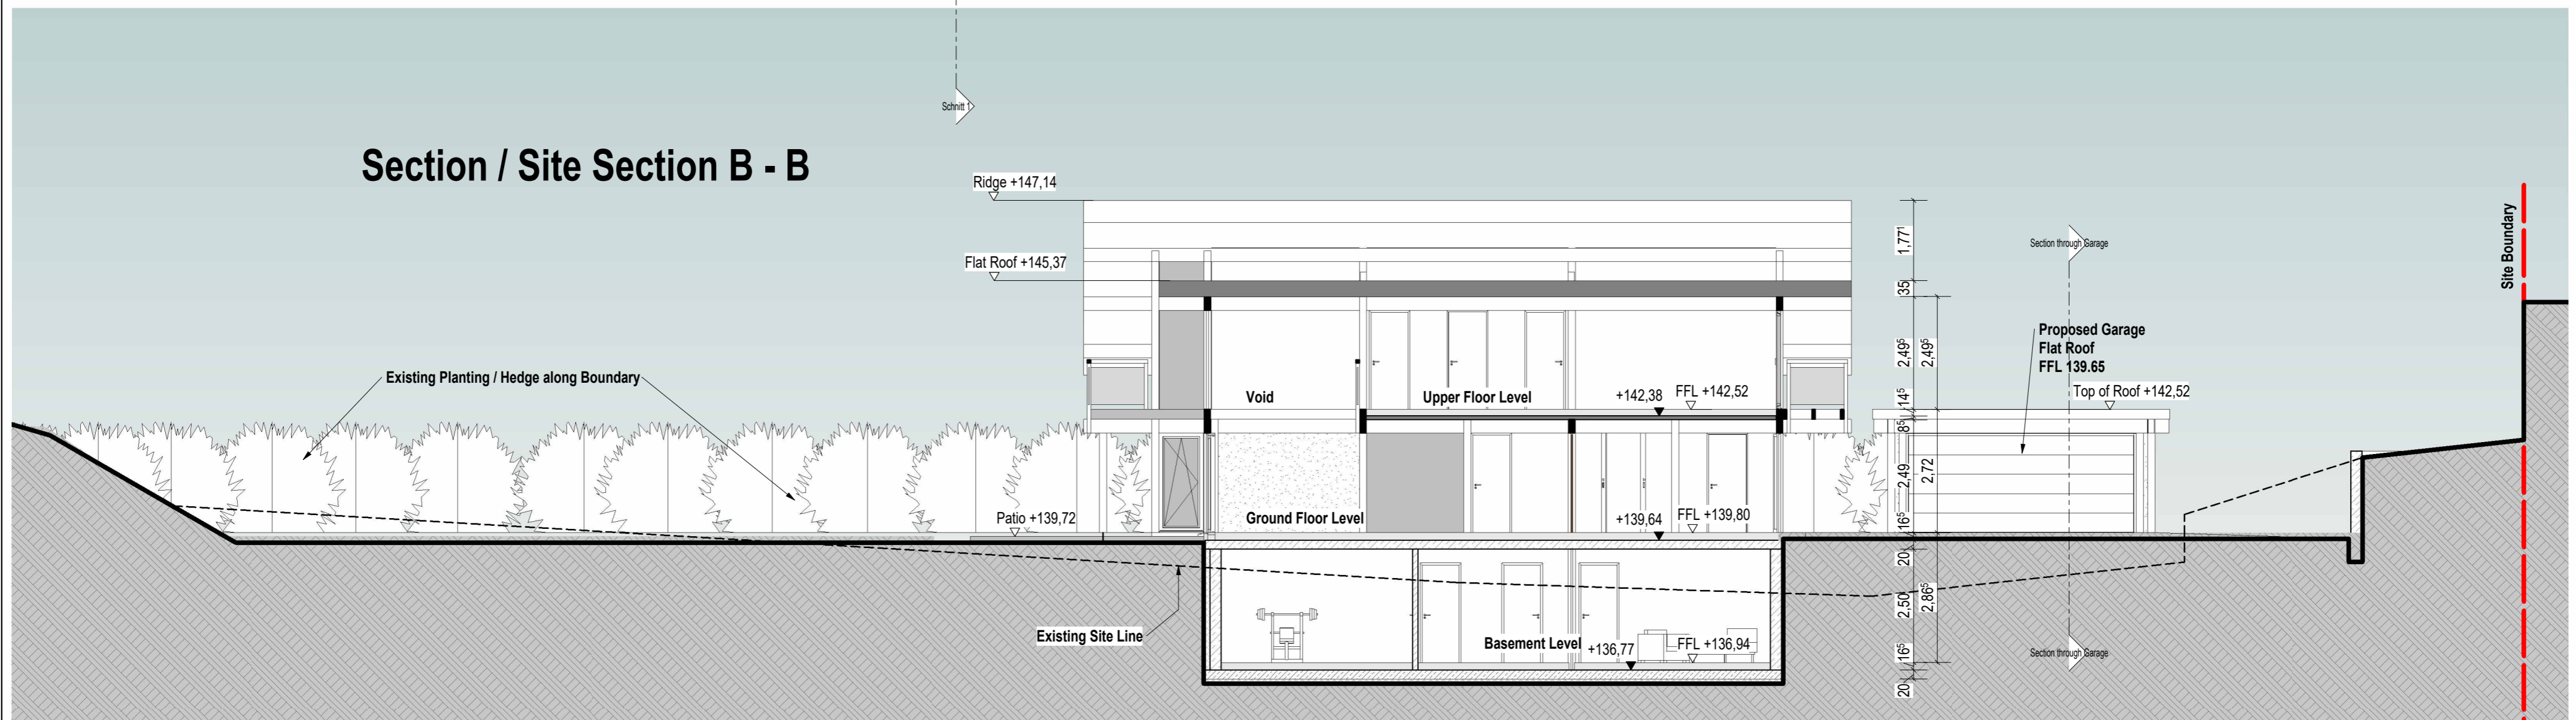 Schnitt 1
Section / Site Section B - B
Ridge +147,14
Flat Roof +145,37
Existing Planting / Hedge along Boundary
Void
Upper Floor Level
+142,38
FFL +142,52
Patio +139,72
Ground Floor Level
+139,64
FFL +139,80
Existing Site Line
Basement Level
+136,77
FFL +136,94
1,77¹
35
2,49⁵
2,49⁵
14⁵
8⁵
2,49
2,72
16⁵
20
2,50
2,86⁵
16⁵
20
Section through Garage
Proposed Garage
Flat Roof
FFL 139.65
Top of Roof +142,52
Section through Garage
Site Boundary